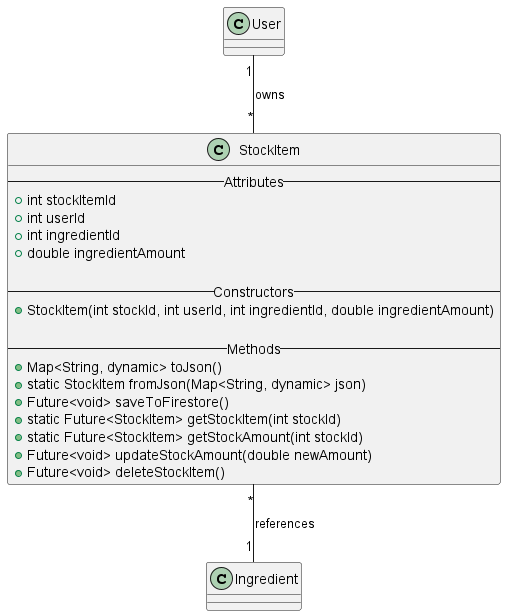 C User
1
owns
*
C StockItem
Attributes
int stockItemId
int userId
int ingredientId
double ingredientAmount
Constructors
StockItem(int stockId, int userId, int ingredientId, double ingredientAmount)
Methods
Map<String, dynamic> toJson()
static StockItem fromJson(Map<String, dynamic> json)
Future<void> saveToFirestore()
static Future<StockItem> getStockItem(int stockId)
static Future<StockItem> getStockAmount(int stockId)
Future<void> updateStockAmount(double newAmount)
Future<void> deleteStockItem()
*
references
1
C Ingredient